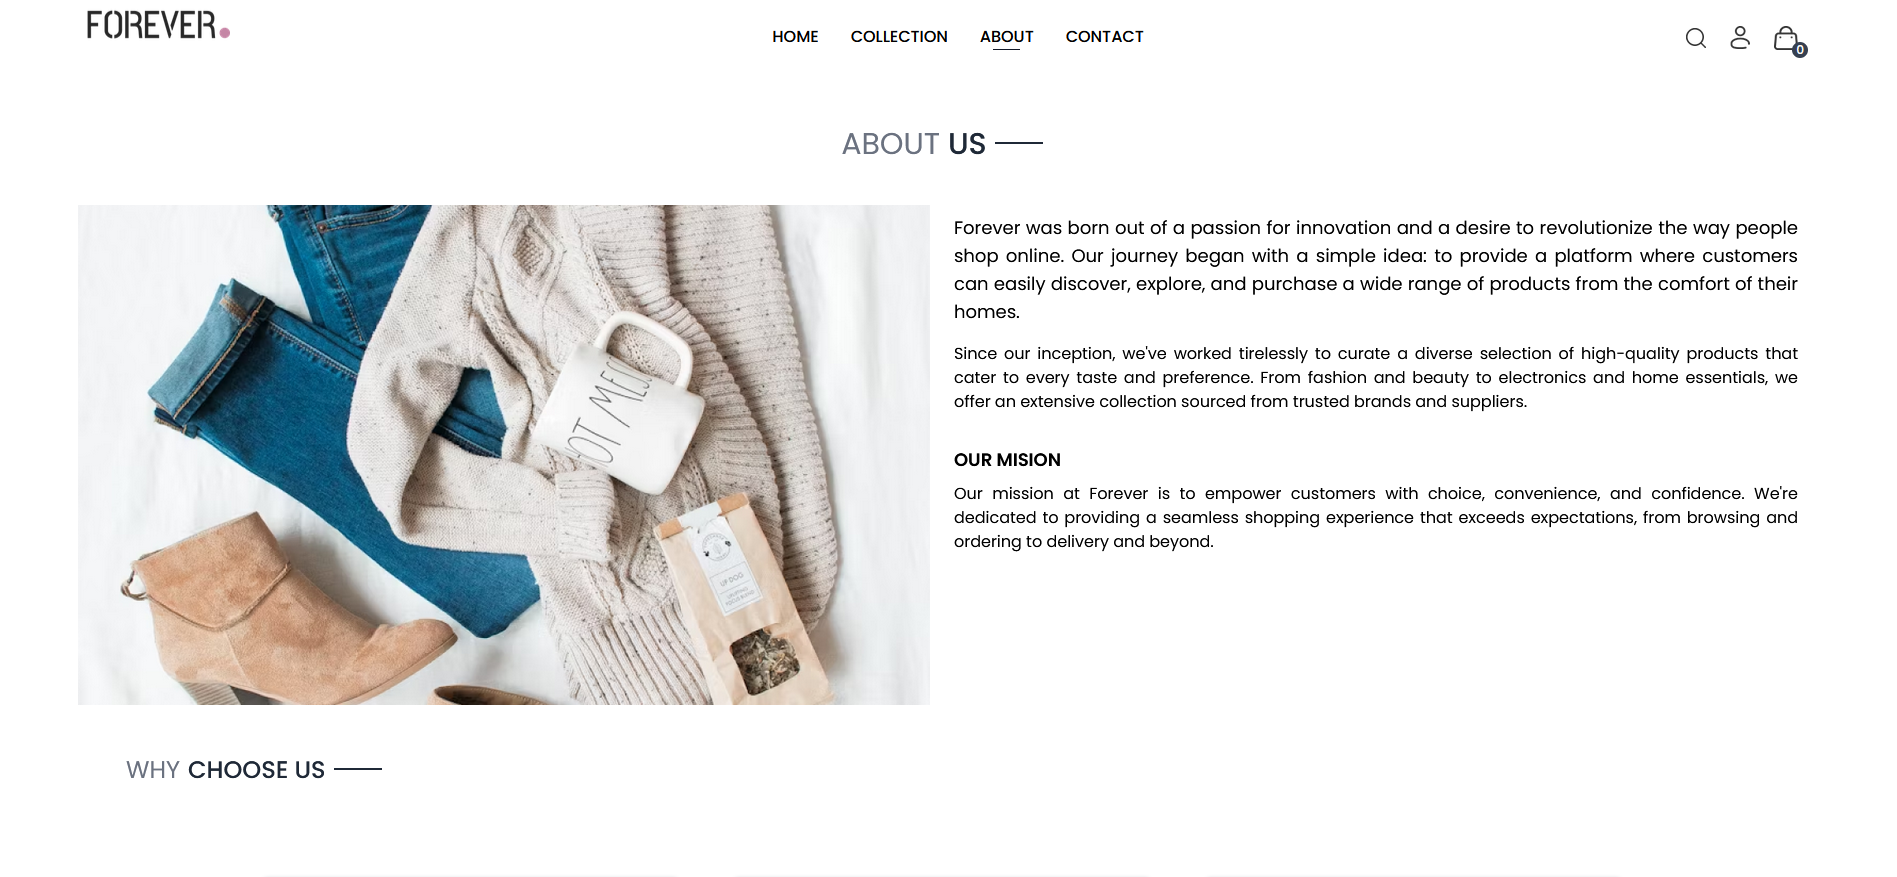 FOREVER.
HOME COLLECTION ABOUT CONTACT
0
ABOUT US
Forever was born out of a passion for innovation and a desire to revolutionize the way people
shop online. Our journey began with a simple idea: to provide a platform where customers
can easily discover, explore, and purchase a wide range of products from the comfort of their
homes.
Since our inception, we've worked tirelessly to curate a diverse selection of high-quality products that
cater to every taste and preference. From fashion and beauty to electronics and home essentials, we
offer an extensive collection sourced from trusted brands and suppliers.
OUR MISION
Our mission at Forever is to empower customers with choice, convenience, and confidence. We're
dedicated to providing a seamless shopping experience that exceeds expectations, from browsing and
ordering to delivery and beyond.
UP DOG
WHY CHOOSE US